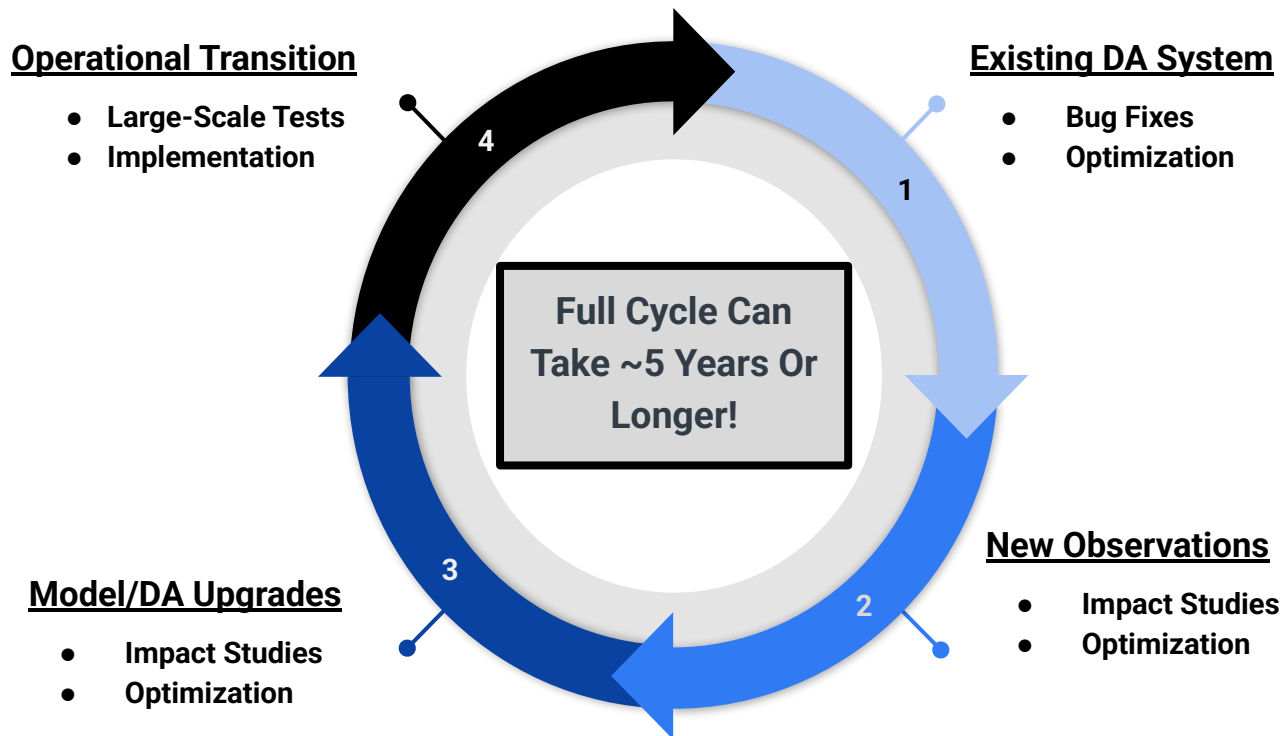 Operational Transition
● Large-Scale Tests
● Implementation
4
Existing DA System
● Bug Fixes
● Optimization
1
Full Cycle Can
Take ~5 Years Or
Longer!
New Observations
● Impact Studies
● Optimization
2
Model/DA Upgrades
● Impact Studies
● Optimization
3